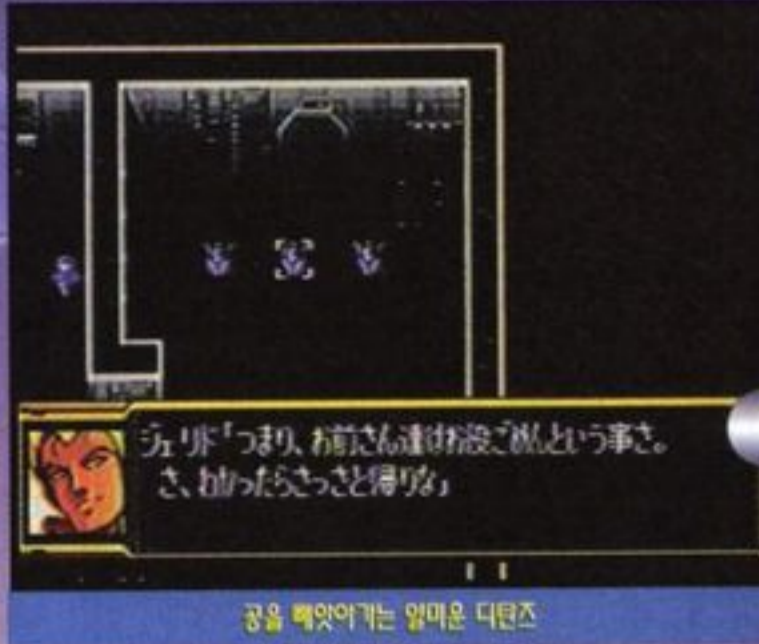 ジェリド「つまり、お前さん達はお役ごめんという事さ。
さ、わかったらさっさと帰りな」
공을 빼앗아가는 얄미운 디탄즈